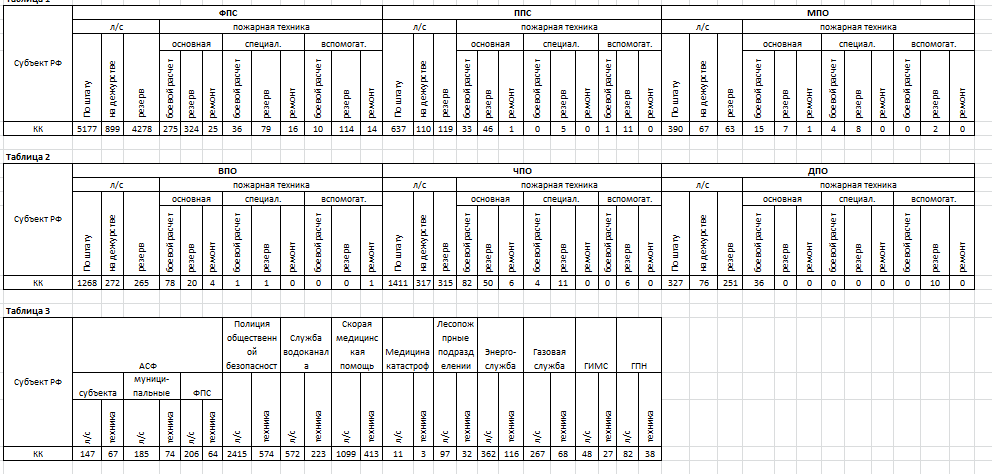 Таблица 1
ФПС ППС МПО
л/с пожарная техника л/с пожарная техника л/с пожарная техника
основная специал. вспомогат. основная специал. вспомогат. основная специал. вспомогат.
Субъект РФ По штату на дежурстве резерв боевой расчет резерв ремонт боевой расчет резерв ремонт боевой расчет резерв ремонт По штату на дежурстве резерв боевой расчет резерв ремонт боевой расчет резерв ремонт боевой расчет резерв ремонт По штату на дежурстве резерв боевой расчет резерв ремонт боевой расчет резерв ремонт боевой расчет резерв ремонт
КК 5177 899 4278 275 324 25 36 79 16 10 114 14 637 110 119 33 46 1 0 5 0 1 11 0 390 67 63 15 7 1 4 8 0 0 2 0
Таблица 2
ВПО ЧПО ДПО
л/с пожарная техника л/с пожарная техника л/с пожарная техника
основная специал. вспомогат. основная специал. вспомогат. основная специал. вспомогат.
Субъект РФ По штату на дежурстве резерв боевой расчет резерв ремонт боевой расчет резерв ремонт боевой расчет резерв ремонт По штату на дежурстве резерв боевой расчет резерв ремонт боевой расчет резерв ремонт боевой расчет резерв ремонт По штату на дежурстве резерв боевой расчет резерв ремонт боевой расчет резерв ремонт боевой расчет резерв ремонт
КК 1268 272 265 78 20 4 1 1 0 0 0 1 1411 317 315 82 50 6 4 11 0 0 6 0 327 76 251 36 0 0 0 0 0 0 10 0
Таблица 3
Полиция Скорая Лесопож
общественн Служба медицинс рные
ой водоканал кая Медицина подразд Энерго- Газовая
АСФ безопасност а помощь катастроф елении служба служба ГИМС ГПН
Субъект РФ
муници-
субъекта пальные ФПС
л/с техника л/с техника л/с техника л/с техника л/с техника л/с техника л/с техника л/с техника л/с техника л/с техника л/с техника л/с техника
КК 147 67 185 74 206 64 2415 574 572 223 1099 413 11 3 97 32 362 116 267 68 48 27 82 38